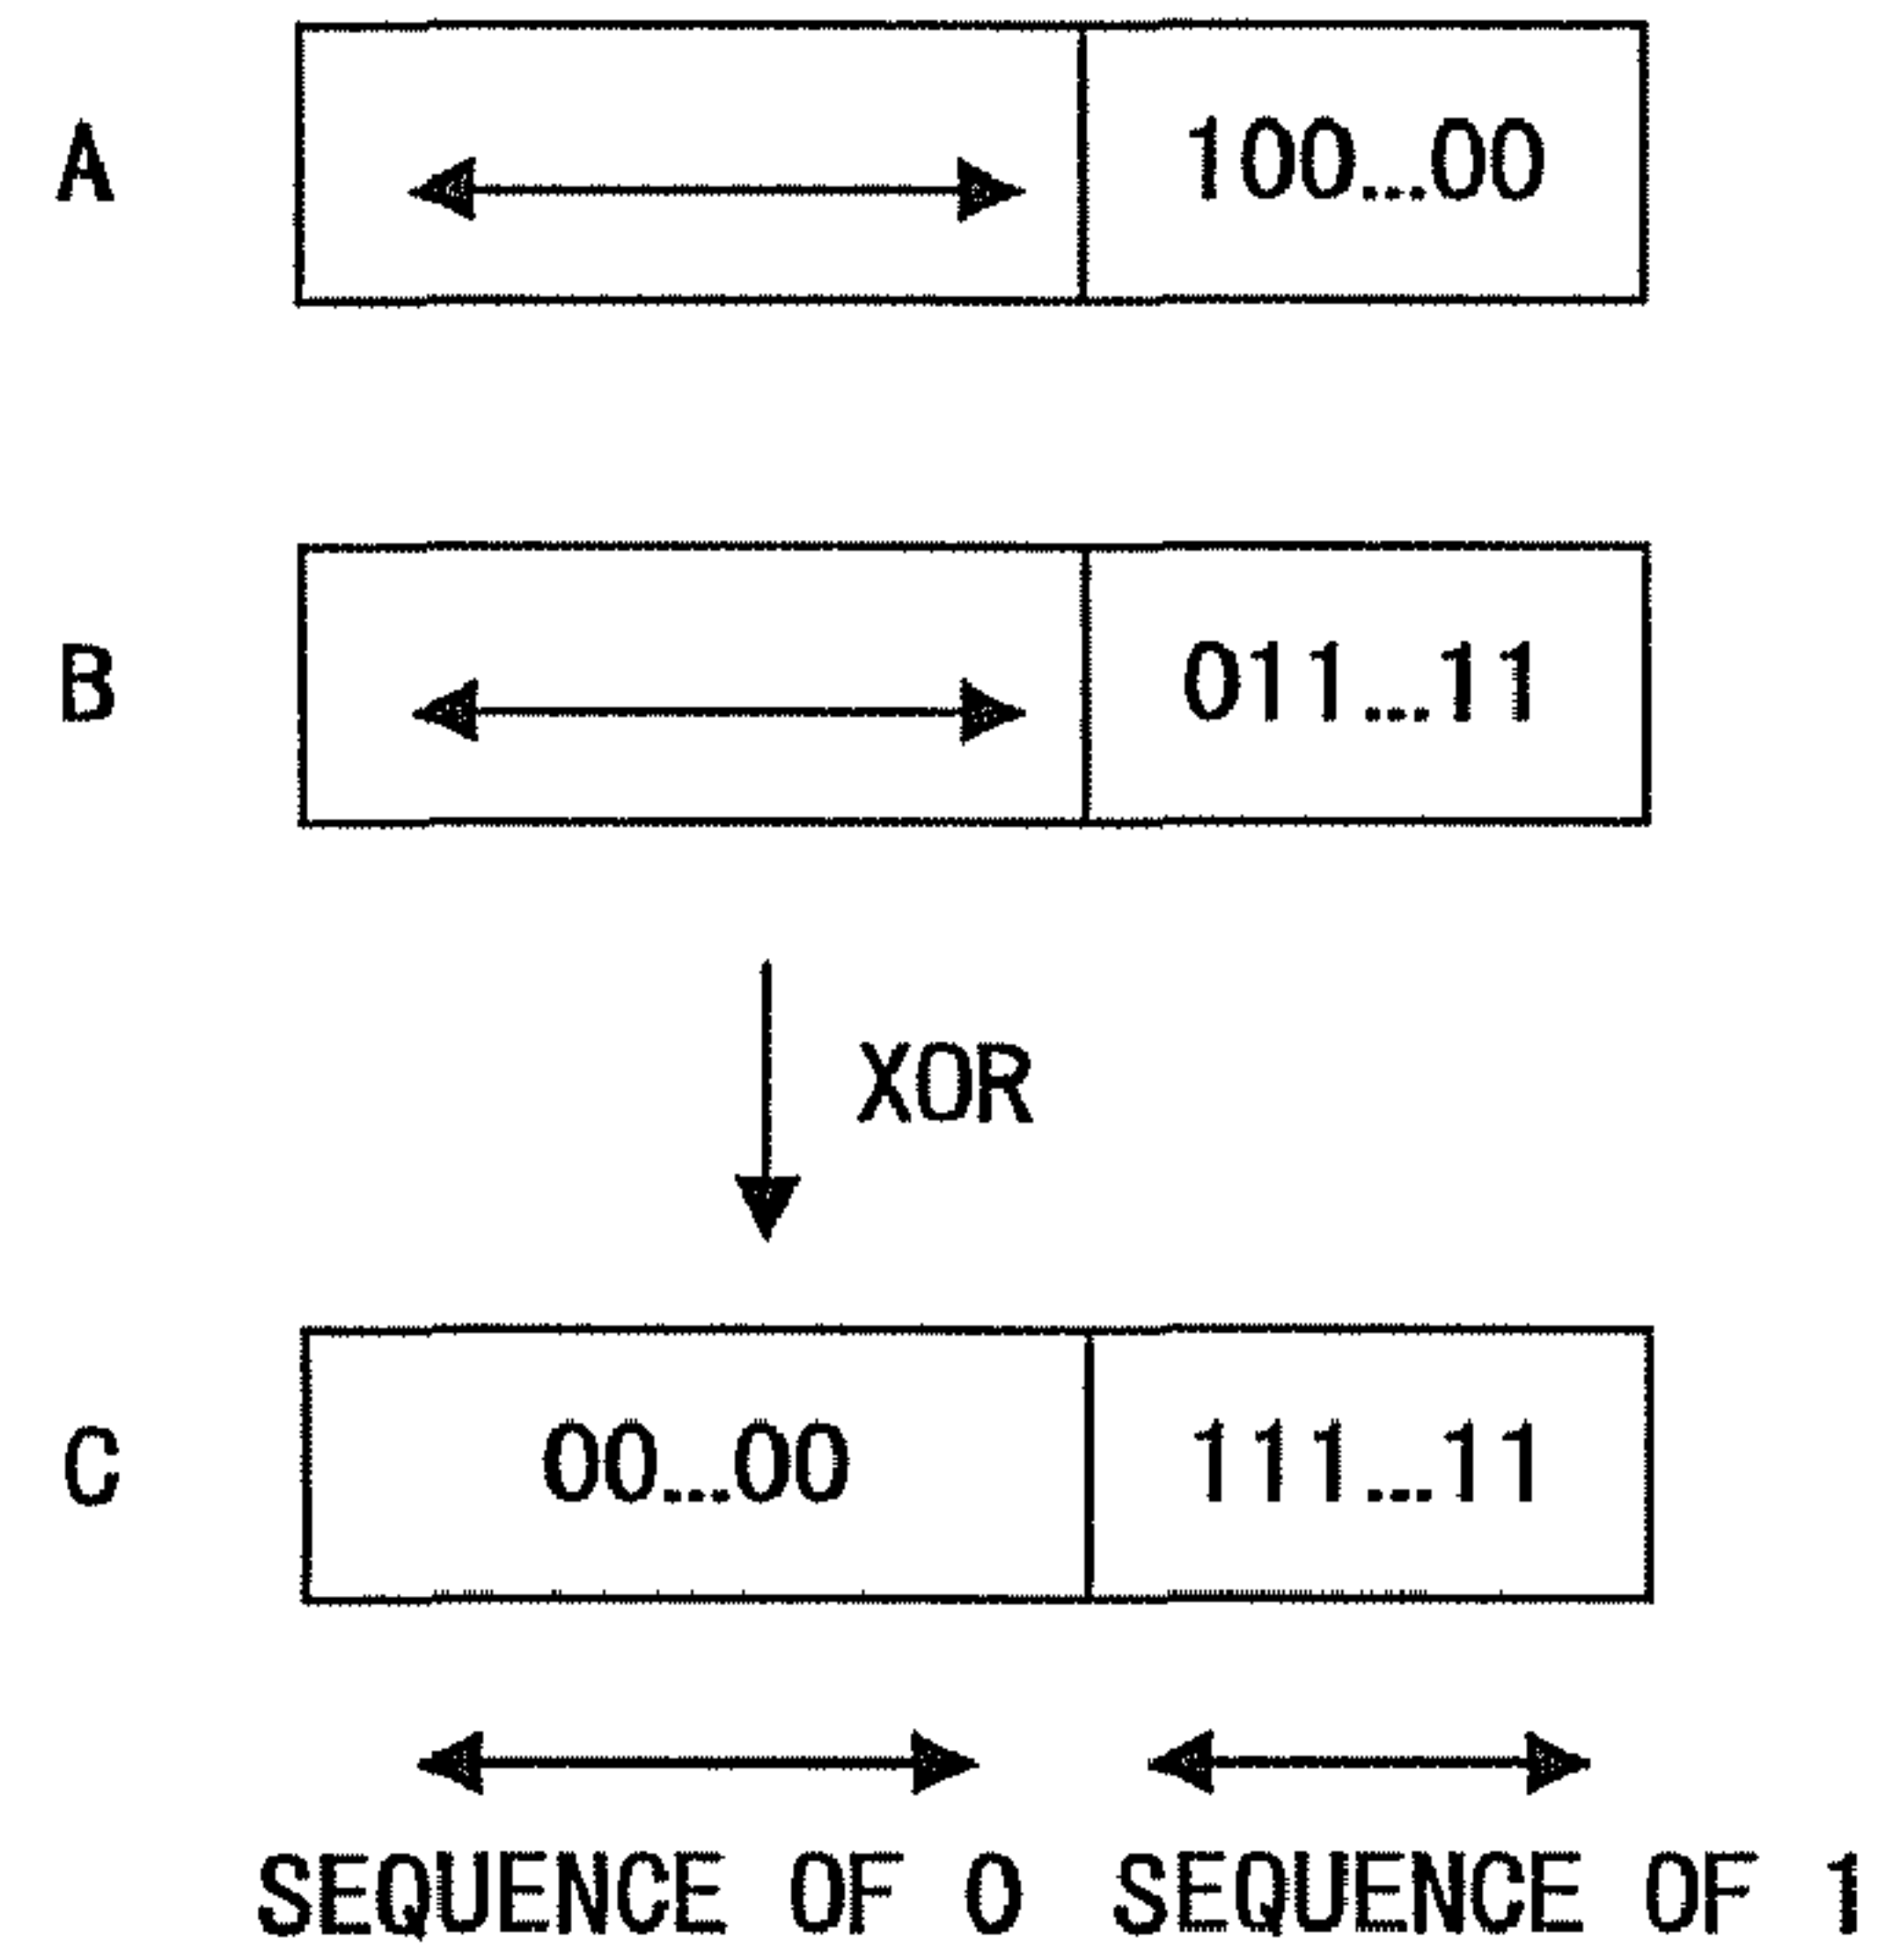 A 100...00
B 011...11
XOR
C 00...00 111...11
SEQUENCE OF 0 SEQUENCE OF 1